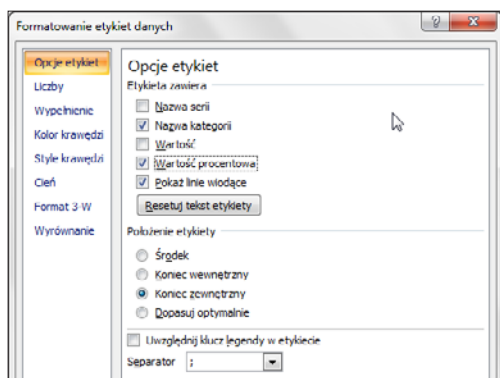 Formatowanie etykiet danych
Opcje etykiet
Liczby
Wypełnienie
Kolor krawędzi
Style krawędzi
Cień
Format 3-W
Wyrównanie
Opcje etykiet
Etykieta zawiera
Nazwa serii
Nazwa kategorii
Wartość
Wartość procentowa
Pokaż linie wiodące
Resetuj tekst etykiety
Położenie etykiety
Środek
Koniec wewnętrzny
Koniec zewnętrzny
Dopasuj optymalnie
Uwzględnij klucz legendy w etykiecie
Separator ;